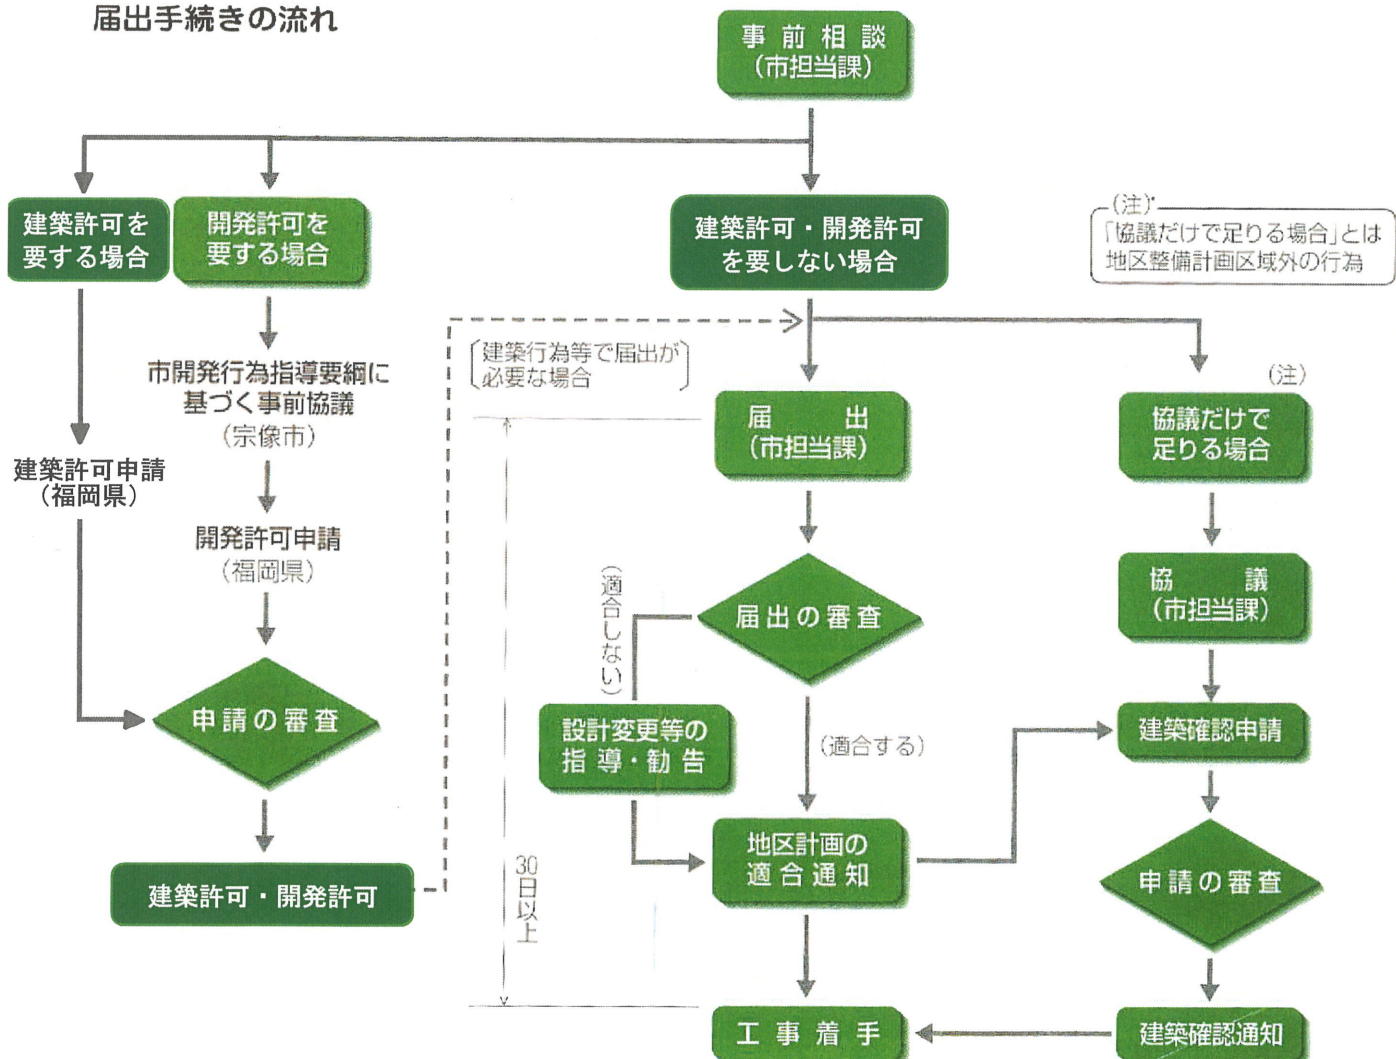 届出手続きの流れ
事前相談
（市担当課）
建築許可を
要する場合
開発許可を
要する場合
建築許可・開発許可
を要しない場合
（注）
「協議だけで足りる場合」とは
地区整備計画区域外の行為
市開発行為指導要綱に
基づく事前協議
（宗像市）
建築許可申請
（福岡県）
開発許可申請
（福岡県）
申請の審査
建築許可・開発許可
建築行為等で届出が
必要な場合
届出
（市担当課）
届出の審査
（適合しない）
設計変更等の
指導・勧告
（適合する）
地区計画の
適合通知
30日以上
工事着手
（注）
協議だけで
足りる場合
協議
（市担当課）
建築確認申請
申請の審査
建築確認通知